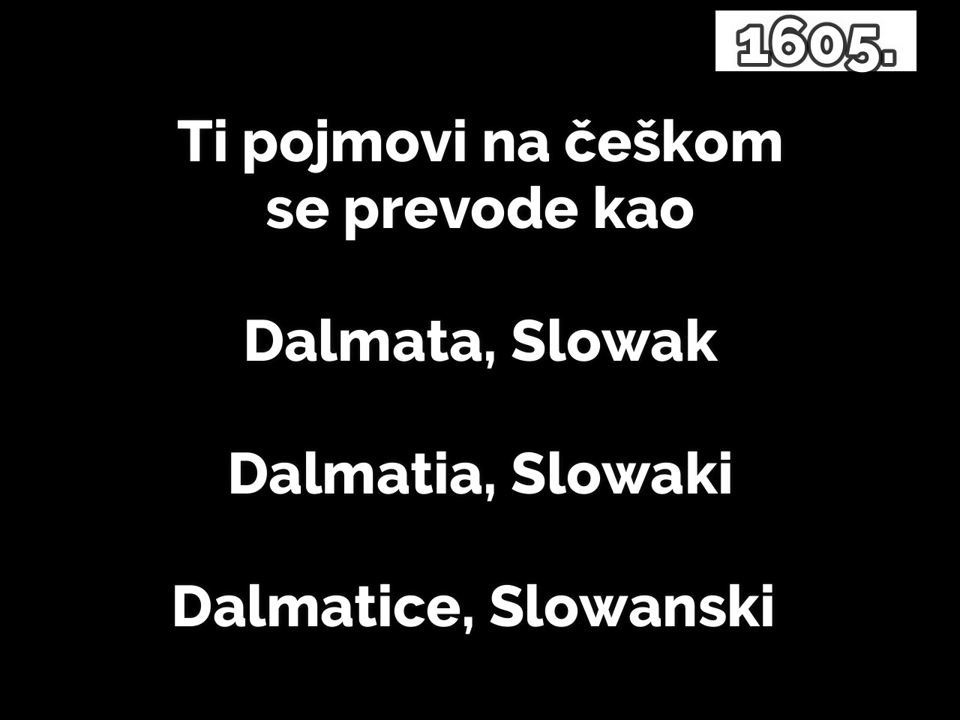 1605.
Ti pojmovi na češkom
se prevode kao
Dalmata, Slowak
Dalmatia, Slowaki
Dalmatice, Slowanski